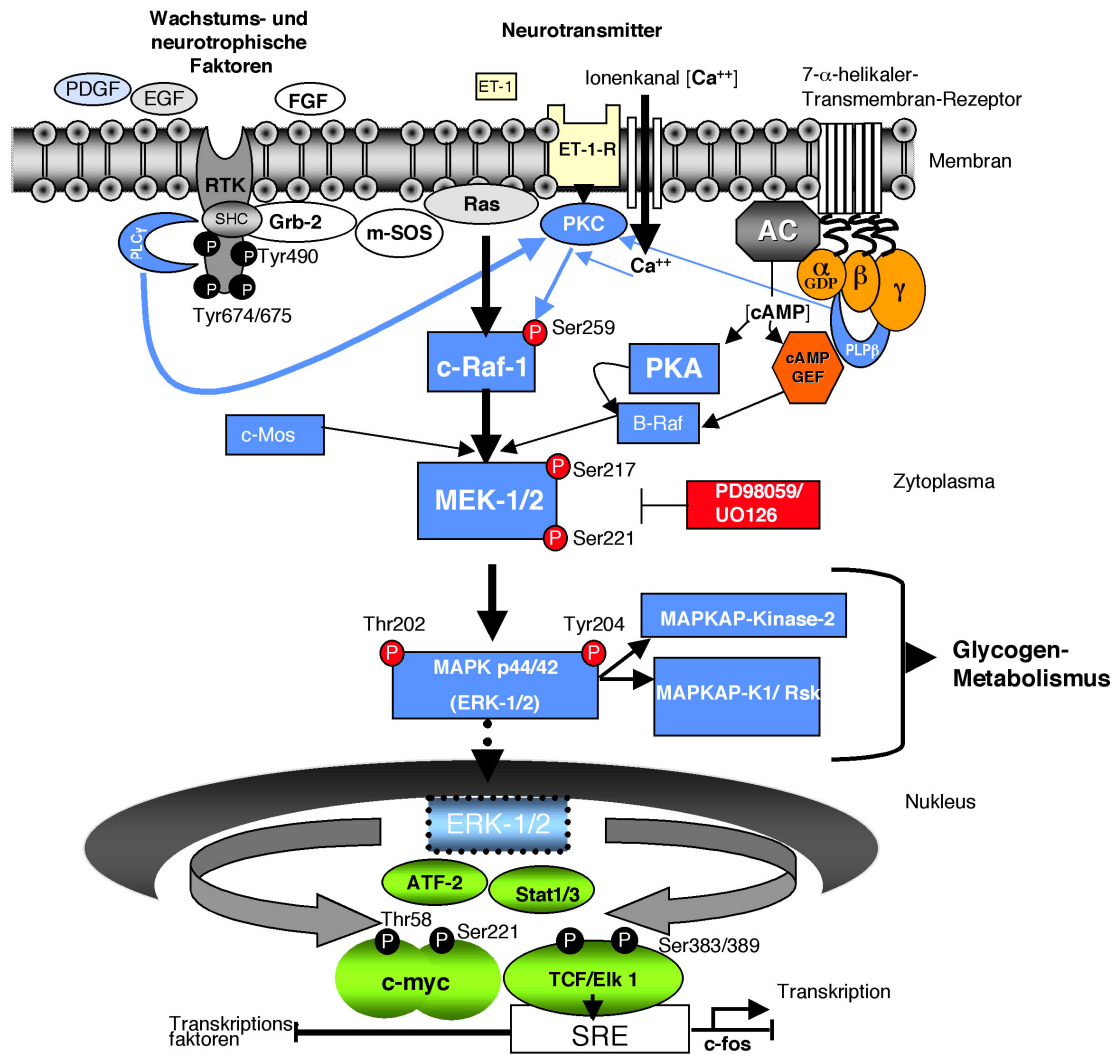 Wachstums- und
neurotrophische
Faktoren
Neurotransmitter
PDGF
EGF
FGF
ET-1
Ionenkanal [Ca⁺⁺]
7-α-helikaler-
Transmembran-Rezeptor
Membran
RTK
ET-1-R
SHC
Grb-2
m-SOS
Ras
PKC
AC
PLCγ
P
P
Tyr490
P
P
Tyr674/675
Ca⁺⁺
α
GDP
β
γ
[cAMP]
PLPβ
P
Ser259
c-Raf-1
PKA
cAMP
GEF
c-Mos
B-Raf
P
Ser217
MEK-1/2
P
Ser221
PD98059/
UO126
Zytoplasma
Thr202
P
Tyr204
P
MAPK p44/42
(ERK-1/2)
MAPKAP-Kinase-2
MAPKAP-K1/ Rsk
Glycogen-
Metabolismus
Nukleus
ERK-1/2
ATF-2
Stat1/3
Thr58
P
Ser221
P
c-myc
P
P
Ser383/389
TCF/Elk 1
Transkriptions-
faktoren
SRE
c-fos
Transkription